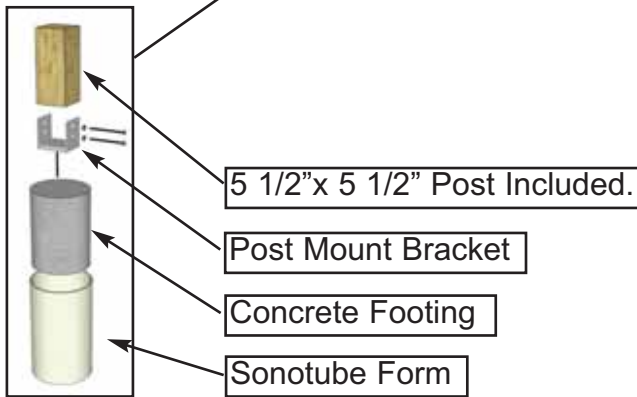 5 1/2”x 5 1/2” Post Included.
Post Mount Bracket
Concrete Footing
Sonotube Form